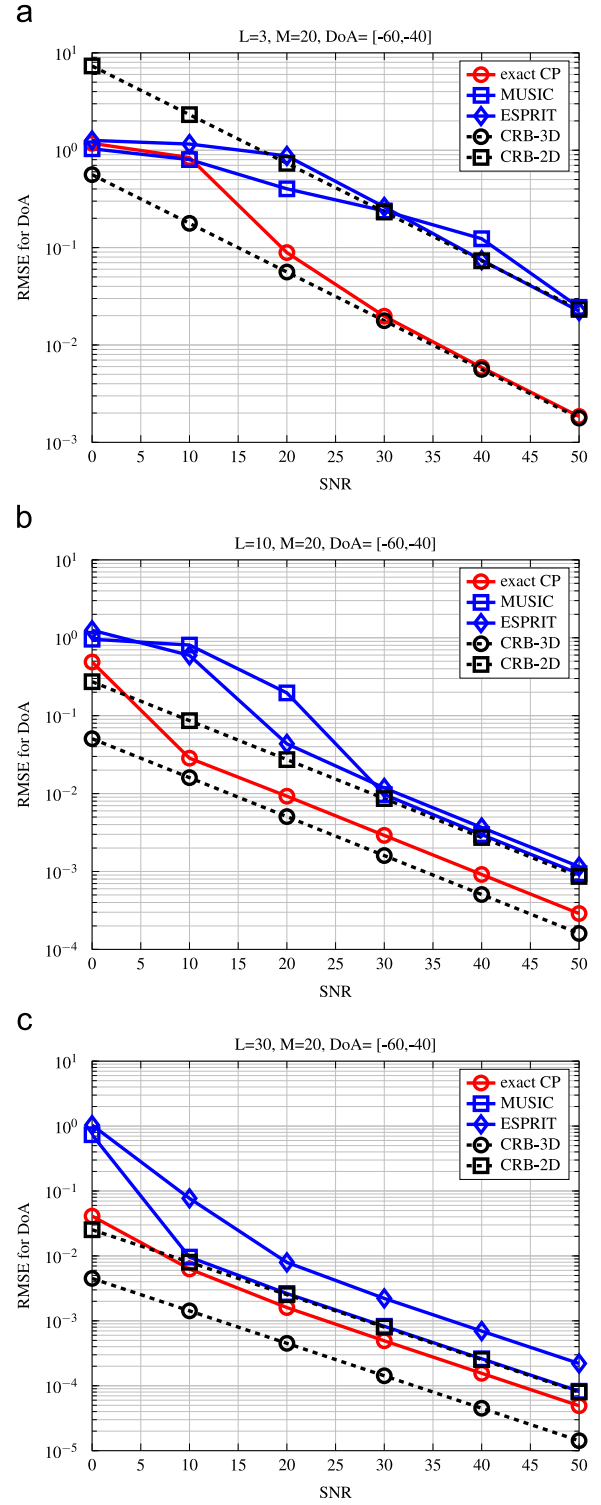 a
L=3, M=20, DoA= [-60,-40]
10^1
10^0
10^−1
10^−2
10^−3
RMSE for DoA
exact CP
MUSIC
ESPRIT
CRB-3D
CRB-2D
0 5 10 15 20 25 30 35 40 45 50
SNR
b
L=10, M=20, DoA= [-60,-40]
10^1
10^0
10^−1
10^−2
10^−3
10^−4
RMSE for DoA
exact CP
MUSIC
ESPRIT
CRB-3D
CRB-2D
0 5 10 15 20 25 30 35 40 45 50
SNR
c
L=30, M=20, DoA= [-60,-40]
10^1
10^0
10^−1
10^−2
10^−3
10^−4
10^−5
RMSE for DoA
exact CP
MUSIC
ESPRIT
CRB-3D
CRB-2D
0 5 10 15 20 25 30 35 40 45 50
SNR